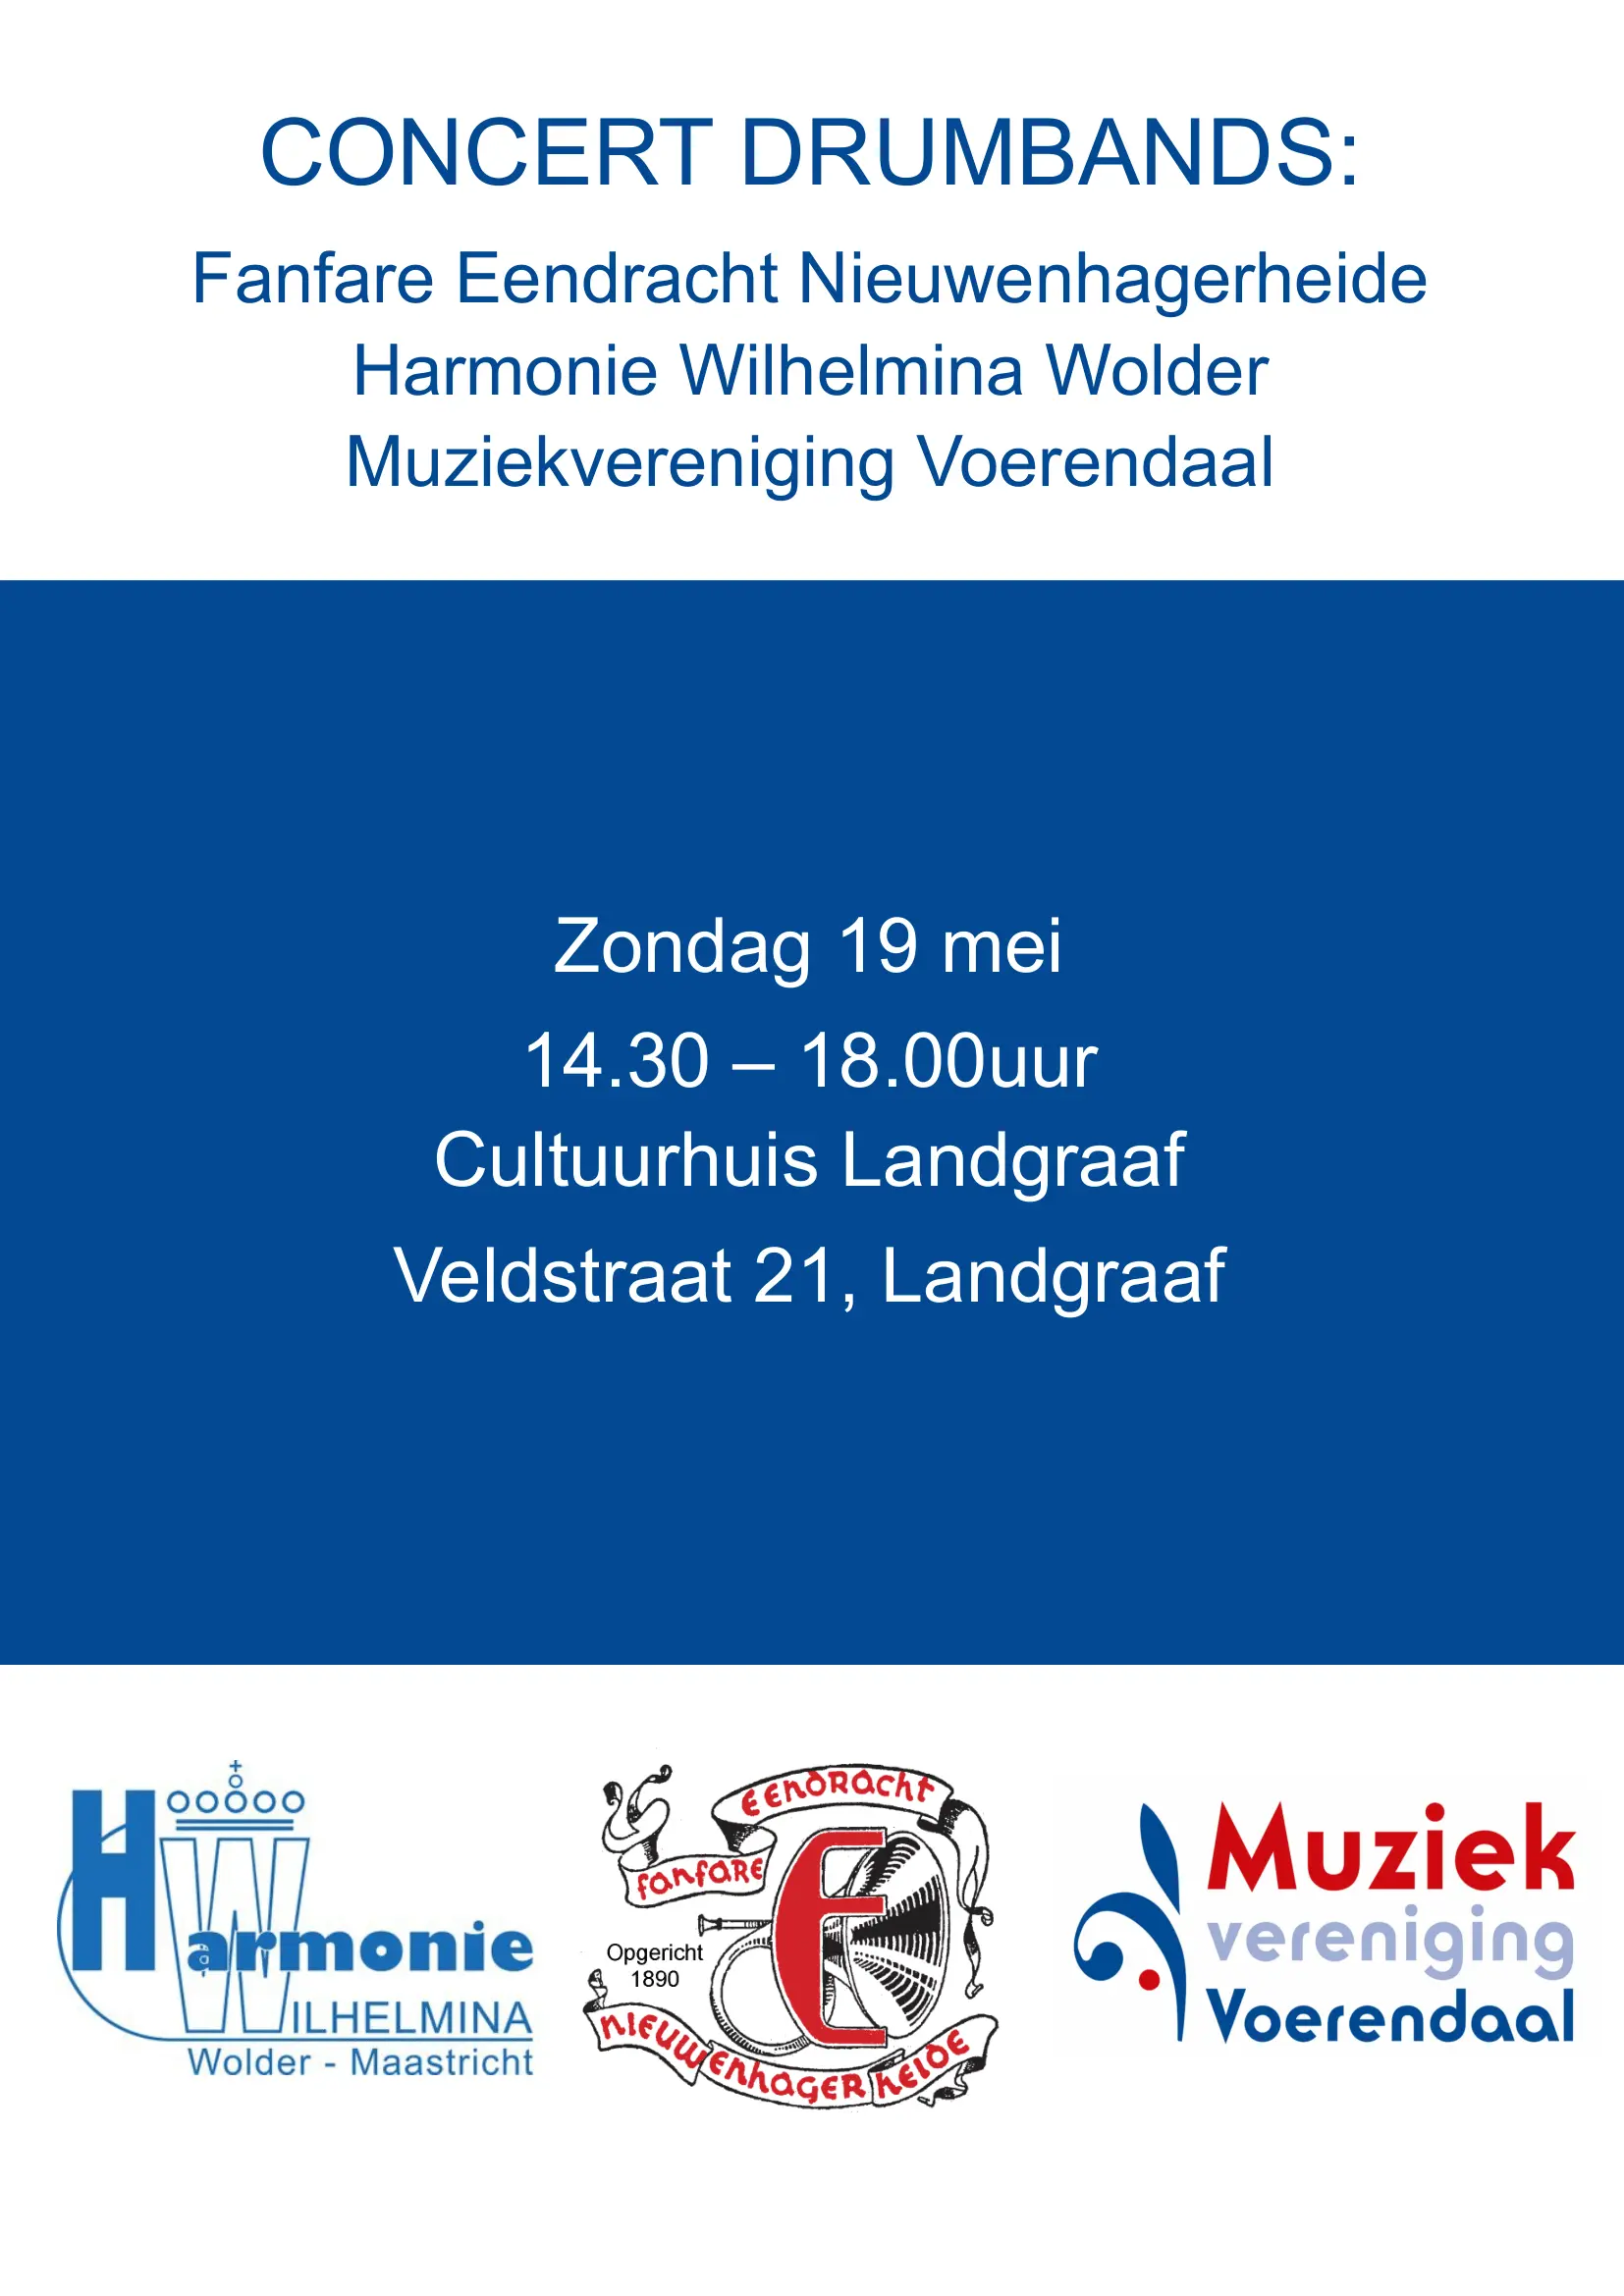 CONCERT DRUMBANDS:
Fanfare Eendracht Nieuwenhagerheide
Harmonie Wilhelmina Wolder
Muziekvereniging Voerendaal
Zondag 19 mei
14.30 – 18.00uur
Cultuurhuis Landgraaf
Veldstraat 21, Landgraaf
Harmonie
WILHELMINA
Wolder - Maastricht
EENDRACHT
FANFARE
E
Opgericht
1890
NIEUWENHAGER HEIDE
Muziek
vereniging
Voerendaal